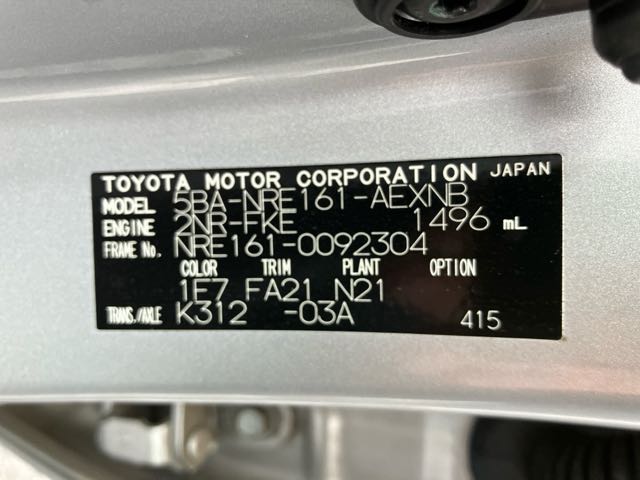 TOYOTA MOTOR CORPORATION JAPAN
MODEL 5BA-NRE161-AEXNB
ENGINE 2NR-FKE 1496 mL
FRAME No. NRE161-0092304
COLOR TRIM PLANT OPTION
1E7 FA21 N21
TRANS./AXLE K312 -03A 415